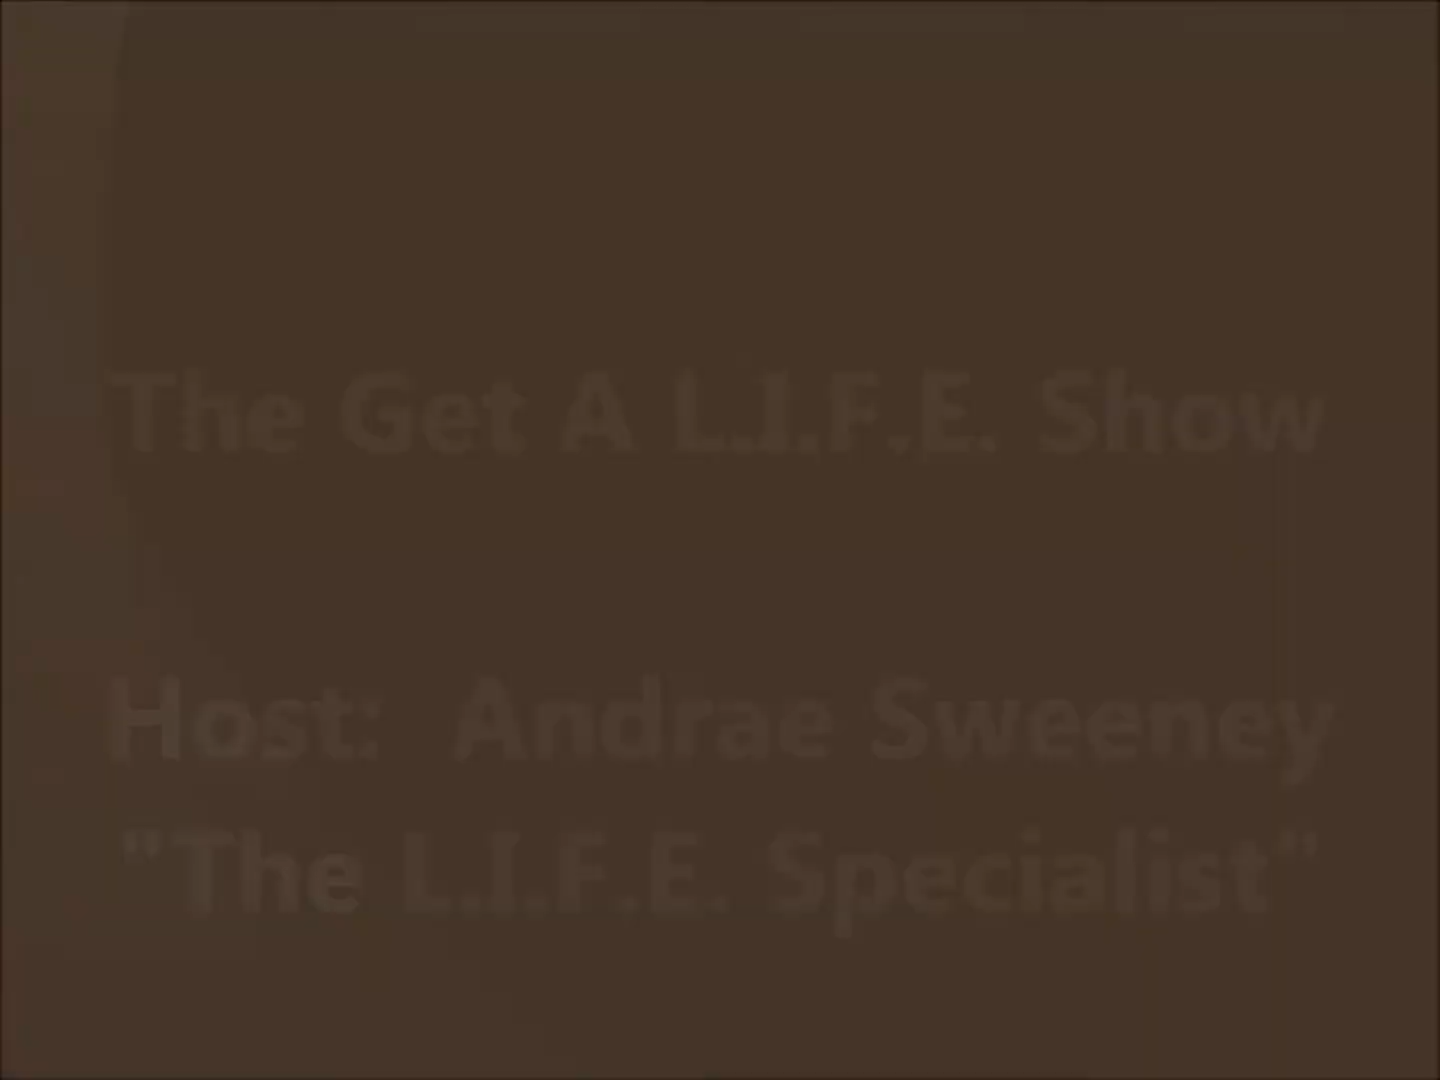 The Get A L.I.F.E. Show
Host: Andrae Sweeney
"The L.I.F.E. Specialist"